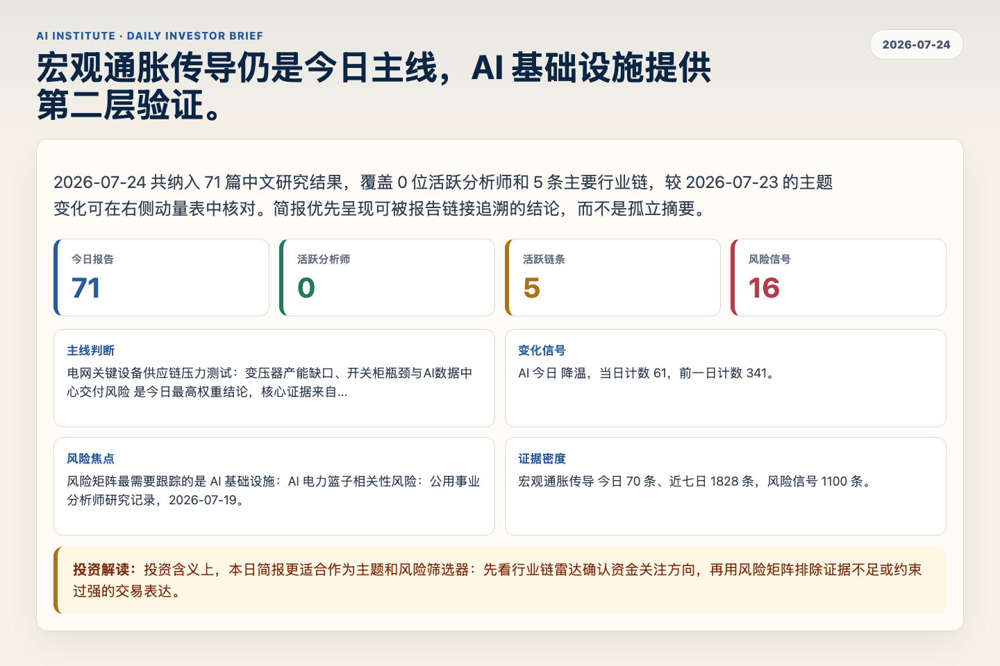 AI INSTITUTE · DAILY INVESTOR BRIEF
2026-07-24
宏观通胀传导仍是今日主线，AI 基础设施提供
第二层验证。
2026-07-24 共纳入 71 篇中文研究结果，覆盖 0 位活跃分析师和 5 条主要行业链，较 2026-07-23 的主题
变化可在右侧动量表中核对。简报优先呈现可被报告链接追溯的结论，而不是孤立摘要。
今日报告
71
活跃分析师
0
活跃链条
5
风险信号
16
主线判断
电网关键设备供应链压力测试：变压器产能缺口、开关柜瓶颈与AI数据中
心交付风险 是今日最高权重结论，核心证据来自...
变化信号
AI 今日 降温，当日计数 61，前一日计数 341。
风险焦点
风险矩阵最需要跟踪的是 AI 基础设施：AI 电力篮子相关性风险：公用事业
分析师研究记录，2026-07-19。
证据密度
宏观通胀传导 今日 70 条、近七日 1828 条，风险信号 1100 条。
投资解读：投资含义上，本日简报更适合作为主题和风险筛选器：先看行业链雷达确认资金关注方向，再用风险矩阵排除证据不足或约束
过强的交易表达。